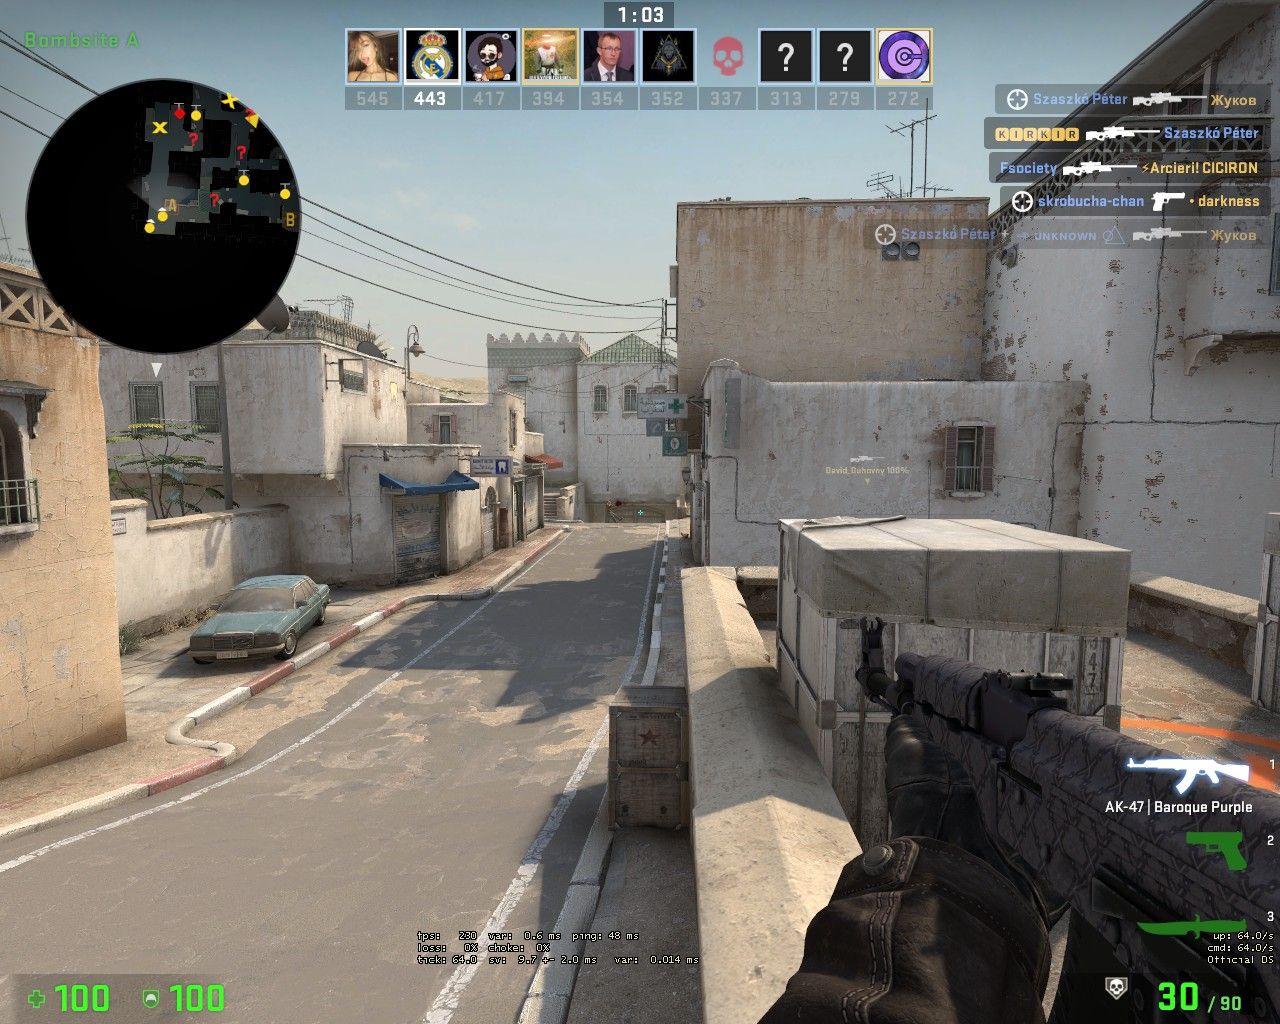 Bombsite A
1:03
? ?
545 443 417 394 354 352 337 313 279 272
Szaszkó Péter Жуков
KIRKIR Szaszkó Péter
Fsociety ⚡Arcieri! CICIRON
skrobucha-chan • darkness
Szaszkó Péter + UNKNOWN Жуков
A
B
? ? ?
David_Duhovny 100%
1
AK-47 | Baroque Purple
2
3
fps: 230 var: 0.6 ms ping: 48 ms
loss: 0% choke: 0%
tick: 64.0 sv: 9.7 +- 2.0 ms var: 0.014 ms
up: 64.0/s
cmd: 64.0/s
Official DS
100 100
30 / 90